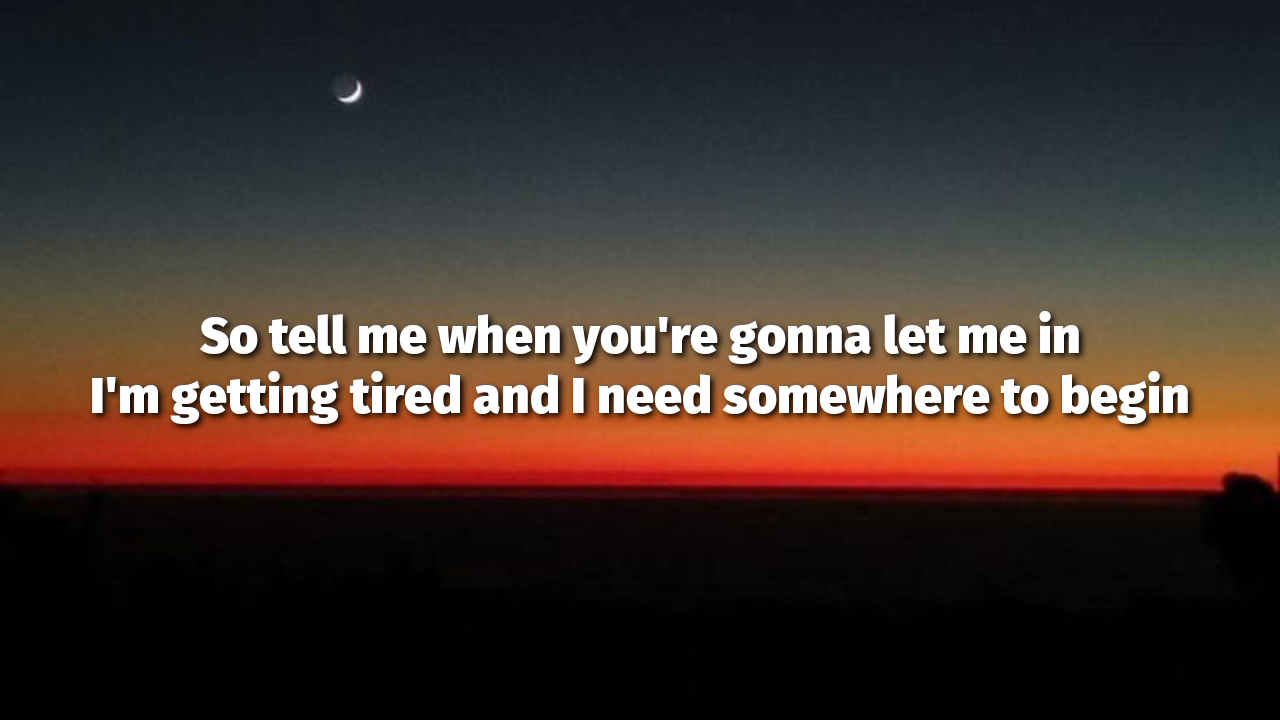 So tell me when you're gonna let me in
I'm getting tired and I need somewhere to begin